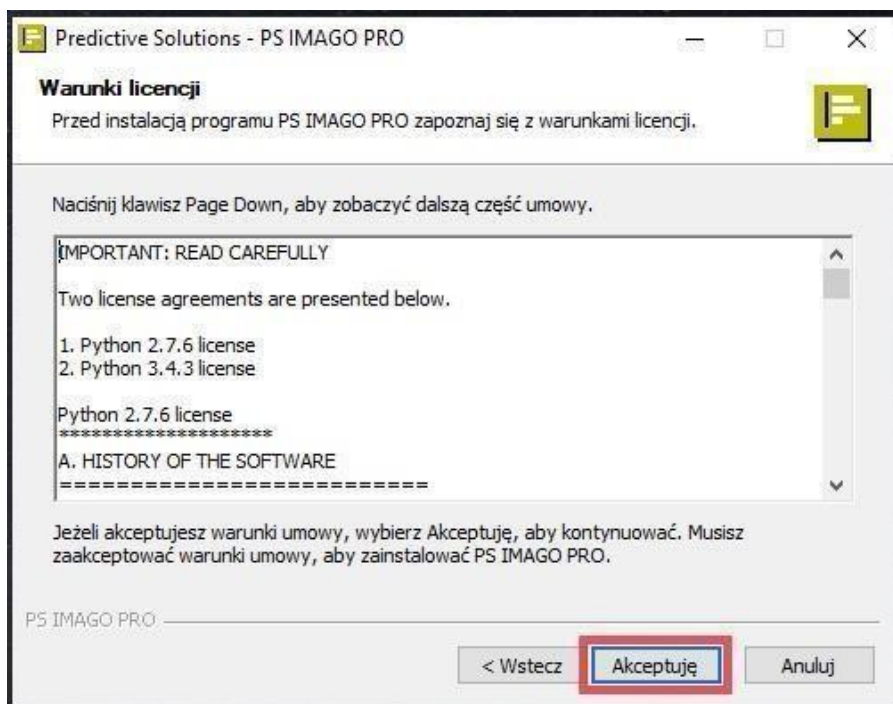 Predictive Solutions - PS IMAGO PRO
Warunki licencji
Przed instalacją programu PS IMAGO PRO zapoznaj się z warunkami licencji.
Naciśnij klawisz Page Down, aby zobaczyć dalszą część umowy.
IMPORTANT: READ CAREFULLY
Two license agreements are presented below.
1. Python 2.7.6 license
2. Python 3.4.3 license
Python 2.7.6 license
********************
A. HISTORY OF THE SOFTWARE
==========================
Jeżeli akceptujesz warunki umowy, wybierz Akceptuję, aby kontynuować. Musisz
zaakceptować warunki umowy, aby zainstalować PS IMAGO PRO.
PS IMAGO PRO
< Wstecz Akceptuję Anuluj